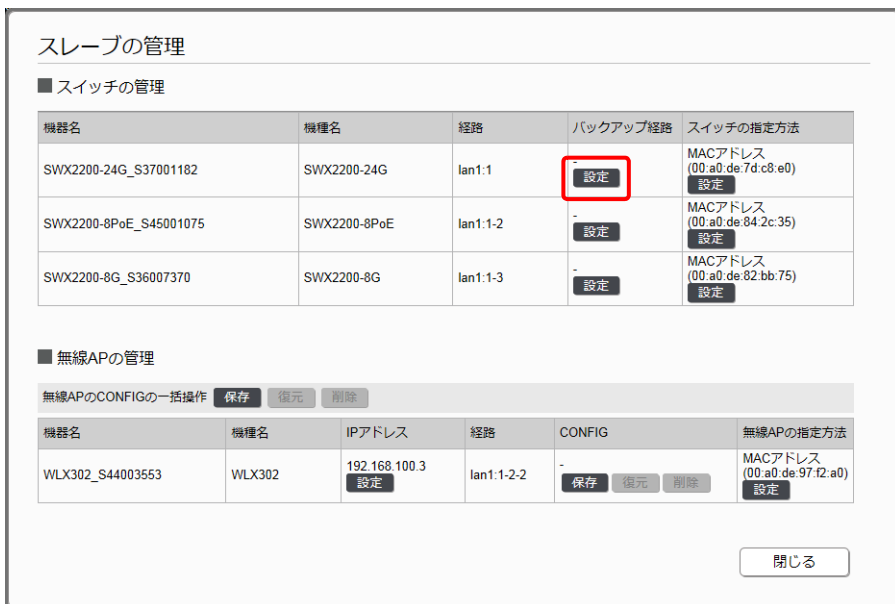 スレーブの管理
スイッチの管理
機器名 機種名 経路 バックアップ経路 スイッチの指定方法
SWX2200-24G_S37001182 SWX2200-24G lan1:1 - 設定 MACアドレス
(00:a0:de:7d:c8:e0)
設定
SWX2200-8PoE_S45001075 SWX2200-8PoE lan1:1-2 - 設定 MACアドレス
(00:a0:de:84:2c:35)
設定
SWX2200-8G_S36007370 SWX2200-8G lan1:1-3 - 設定 MACアドレス
(00:a0:de:82:bb:75)
設定
無線APの管理
無線APのCONFIGの一括操作 保存 復元 削除
機器名 機種名 IPアドレス 経路 CONFIG 無線APの指定方法
WLX302_S44003553 WLX302 192.168.100.3 設定 lan1:1-2-2 - 保存 復元 削除 MACアドレス
(00:a0:de:97:f2:a0)
設定
閉じる